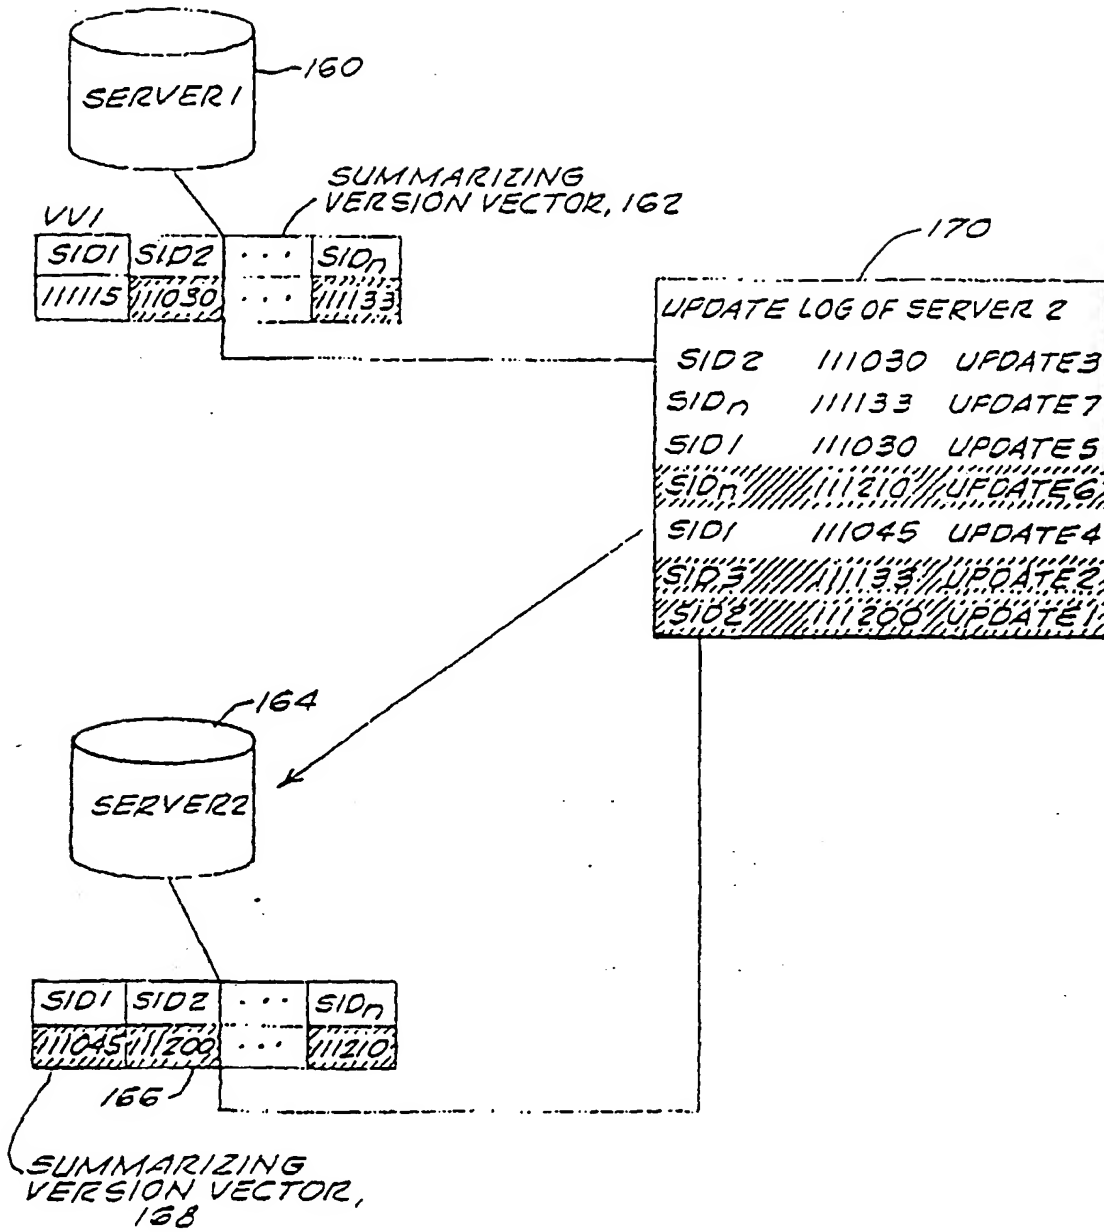 SERVER 1
160
SUMMARIZING
VERSION VECTOR, 162
VV1
SID1 SID2 ... SIDn
111115 111030 ... 111133
170
UPDATE LOG OF SERVER 2
SID2 111030 UPDATE3
SIDn 111133 UPDATE7
SID1 111030 UPDATE5
SIDn 111210 UPDATE6
SID1 111045 UPDATE4
SID3 111133 UPDATE2
SID2 111200 UPDATE1
164
SERVER2
SID1 SID2 ... SIDn
111045 111200 ... 111210
166
SUMMARIZING
VERSION VECTOR,
168